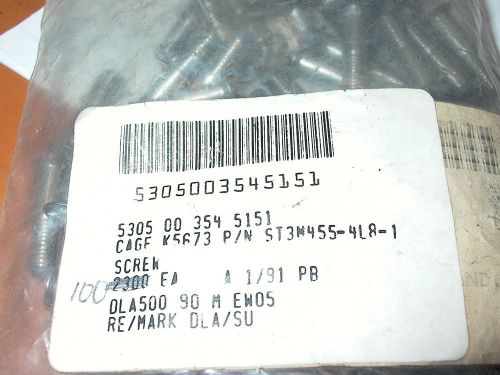 5305003545151
5305 00 354 5151
CAGE K5673 P/N ST3M455-4L8-1
SCREW
100 2300 EA A 1/91 PB
DLA500 90 M EW05
RE/MARK DLA/SU
AND